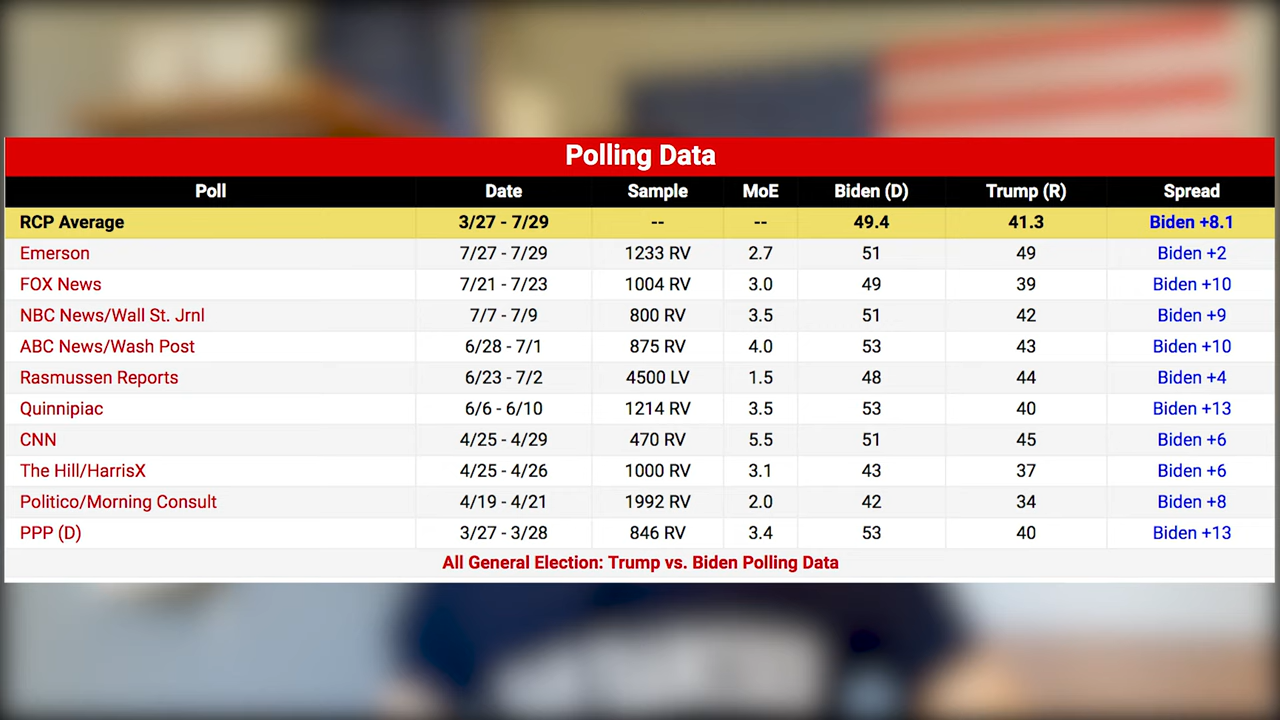 Polling Data
Poll Date Sample MoE Biden (D) Trump (R) Spread
RCP Average 3/27 - 7/29 -- -- 49.4 41.3 Biden +8.1
Emerson 7/27 - 7/29 1233 RV 2.7 51 49 Biden +2
FOX News 7/21 - 7/23 1004 RV 3.0 49 39 Biden +10
NBC News/Wall St. Jrnl 7/7 - 7/9 800 RV 3.5 51 42 Biden +9
ABC News/Wash Post 6/28 - 7/1 875 RV 4.0 53 43 Biden +10
Rasmussen Reports 6/23 - 7/2 4500 LV 1.5 48 44 Biden +4
Quinnipiac 6/6 - 6/10 1214 RV 3.5 53 40 Biden +13
CNN 4/25 - 4/29 470 RV 5.5 51 45 Biden +6
The Hill/HarrisX 4/25 - 4/26 1000 RV 3.1 43 37 Biden +6
Politico/Morning Consult 4/19 - 4/21 1992 RV 2.0 42 34 Biden +8
PPP (D) 3/27 - 3/28 846 RV 3.4 53 40 Biden +13
All General Election: Trump vs. Biden Polling Data